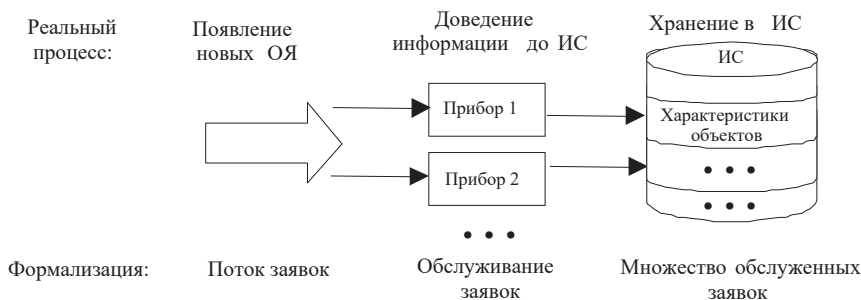 Реальный
процесс:
Появление
новых ОЯ
Доведение
информации до ИС
Хранение в ИС
ИС
Прибор 1
Характеристики
объектов
Прибор 2
• • •
• • •
• • •
Формализация:
Поток заявок
Обслуживание
заявок
Множество обслуженных
заявок